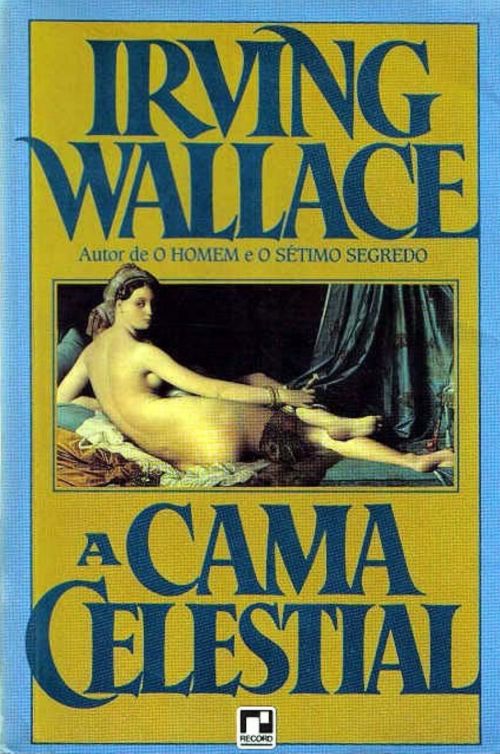 IRVING
WALLACE
Autor de O HOMEM e O SÉTIMO SEGREDO
A CAMA
CELESTIAL
RECORD